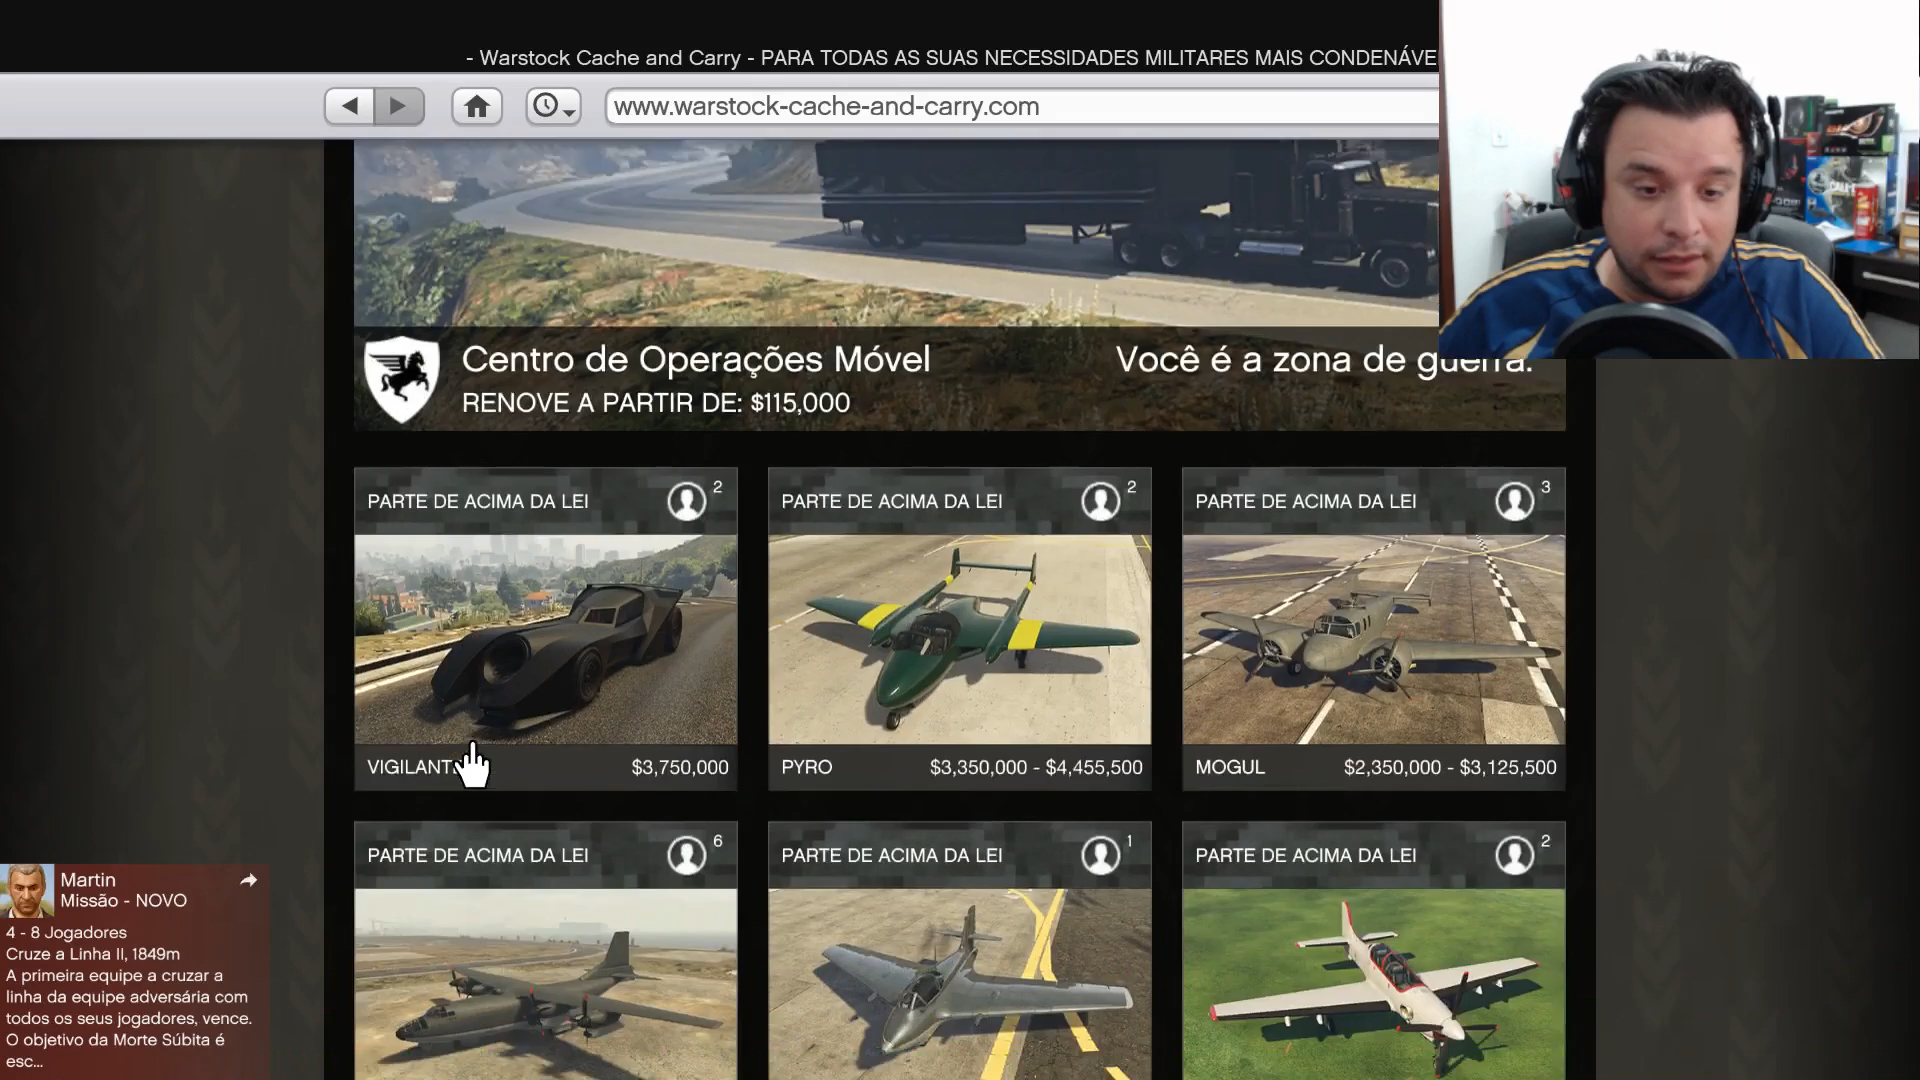 - Warstock Cache and Carry - PARA TODAS AS SUAS NECESSIDADES MILITARES MAIS
www.warstock-cache-and-carry.com
Centro de Operações Móvel
Você é a zona de guerra.
RENOVE A PARTIR DE: $115,000
PARTE DE ACIMA DA LEI 2
PARTE DE ACIMA DA LEI 2
PARTE DE ACIMA DA LEI 3
VIGILANT $3,750,000
PYRO $3,350,000 - $4,455,500
MOGUL $2,350,000 - $3,125,500
PARTE DE ACIMA DA LEI 6
PARTE DE ACIMA DA LEI 1
PARTE DE ACIMA DA LEI 2
Martin
Missão - NOVO
4 - 8 Jogadores
Cruze a Linha II, 1849m
A primeira equipe a cruzar a
linha da equipe adversária com
todos os seus jogadores, vence.
O objetivo da Morte Súbita é
esc...